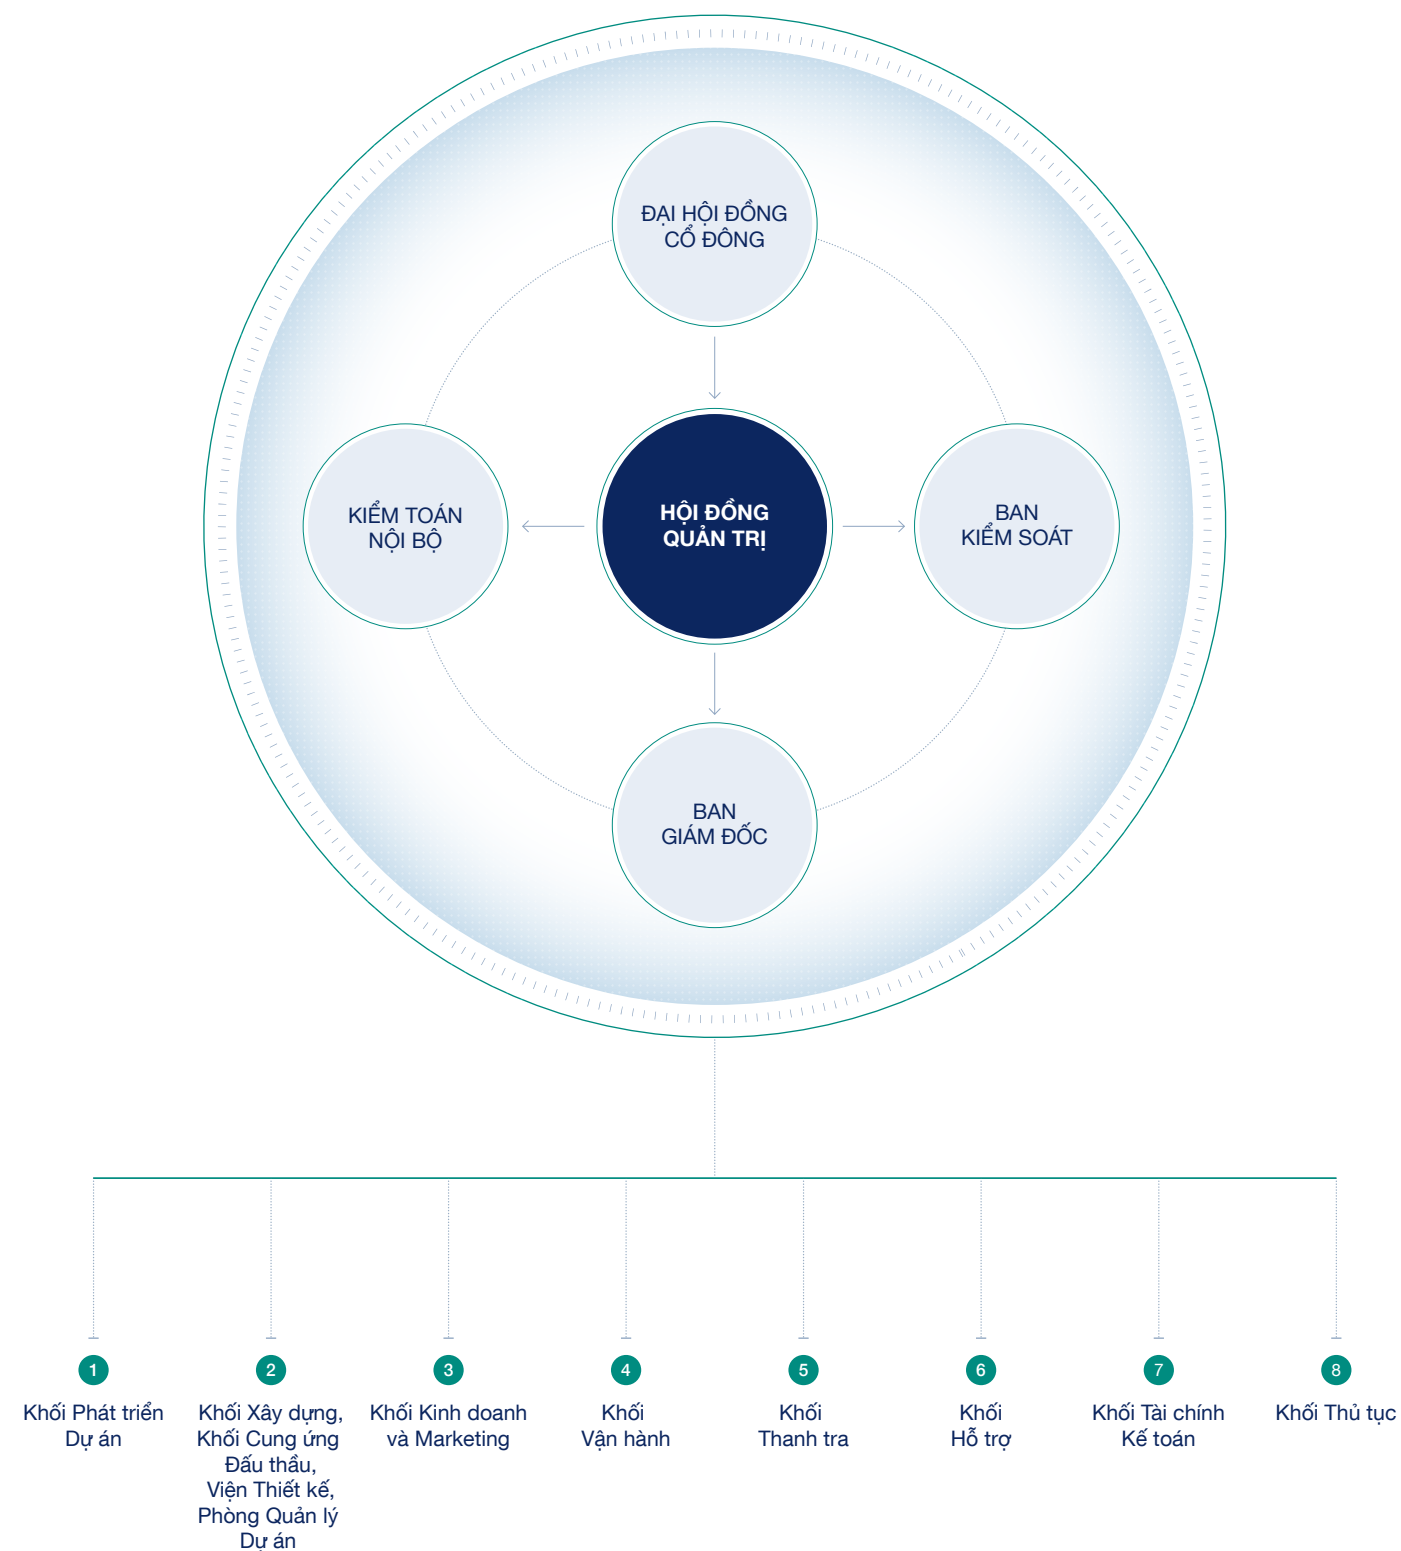 ĐẠI HỘI ĐỒNG
CỔ ĐÔNG
KIỂM TOÁN
NỘI BỘ
HỘI ĐỒNG
QUẢN TRỊ
BAN
KIỂM SOÁT
BAN
GIÁM ĐỐC
1
Khối Phát triển
Dự án
2
Khối Xây dựng,
Khối Cung ứng
Đấu thầu,
Viện Thiết kế,
Phòng Quản lý
Dự án
3
Khối Kinh doanh
và Marketing
4
Khối
Vận hành
5
Khối
Thanh tra
6
Khối
Hỗ trợ
7
Khối Tài chính
Kế toán
8
Khối Thủ tục